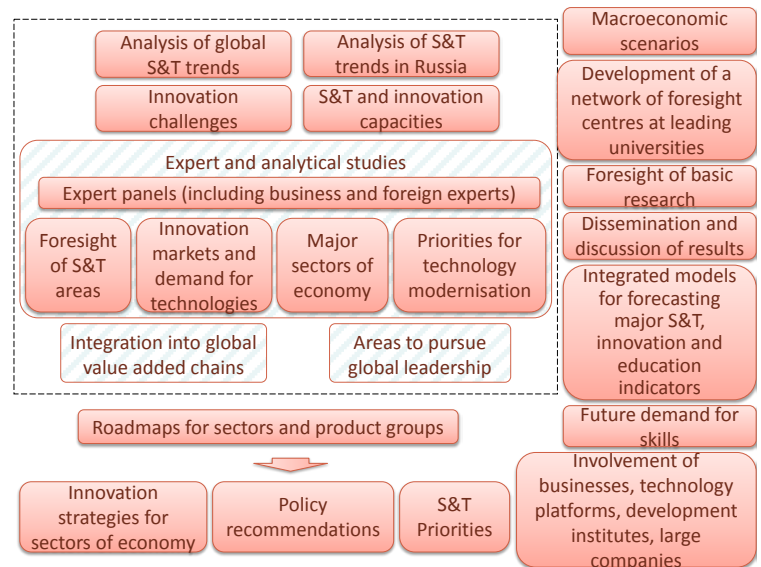 Analysis of global
S&T trends
Analysis of S&T
trends in Russia
Innovation
challenges
S&T and innovation
capacities
Expert and analytical studies
Expert panels (including business and foreign experts)
Foresight
of S&T
areas
Innovation
markets and
demand for
technologies
Major
sectors of
economy
Priorities for
technology
modernisation
Integration into global
value added chains
Areas to pursue
global leadership
Roadmaps for sectors and product groups
Innovation
strategies for
sectors of economy
Policy
recommendations
S&T
Priorities
Macroeconomic
scenarios
Development of a
network of foresight
centres at leading
universities
Foresight of basic
research
Dissemination and
discussion of results
Integrated models
for forecasting
major S&T,
innovation and
education
indicators
Future demand for
skills
Involvement of
businesses, technology
platforms, development
institutes, large
companies